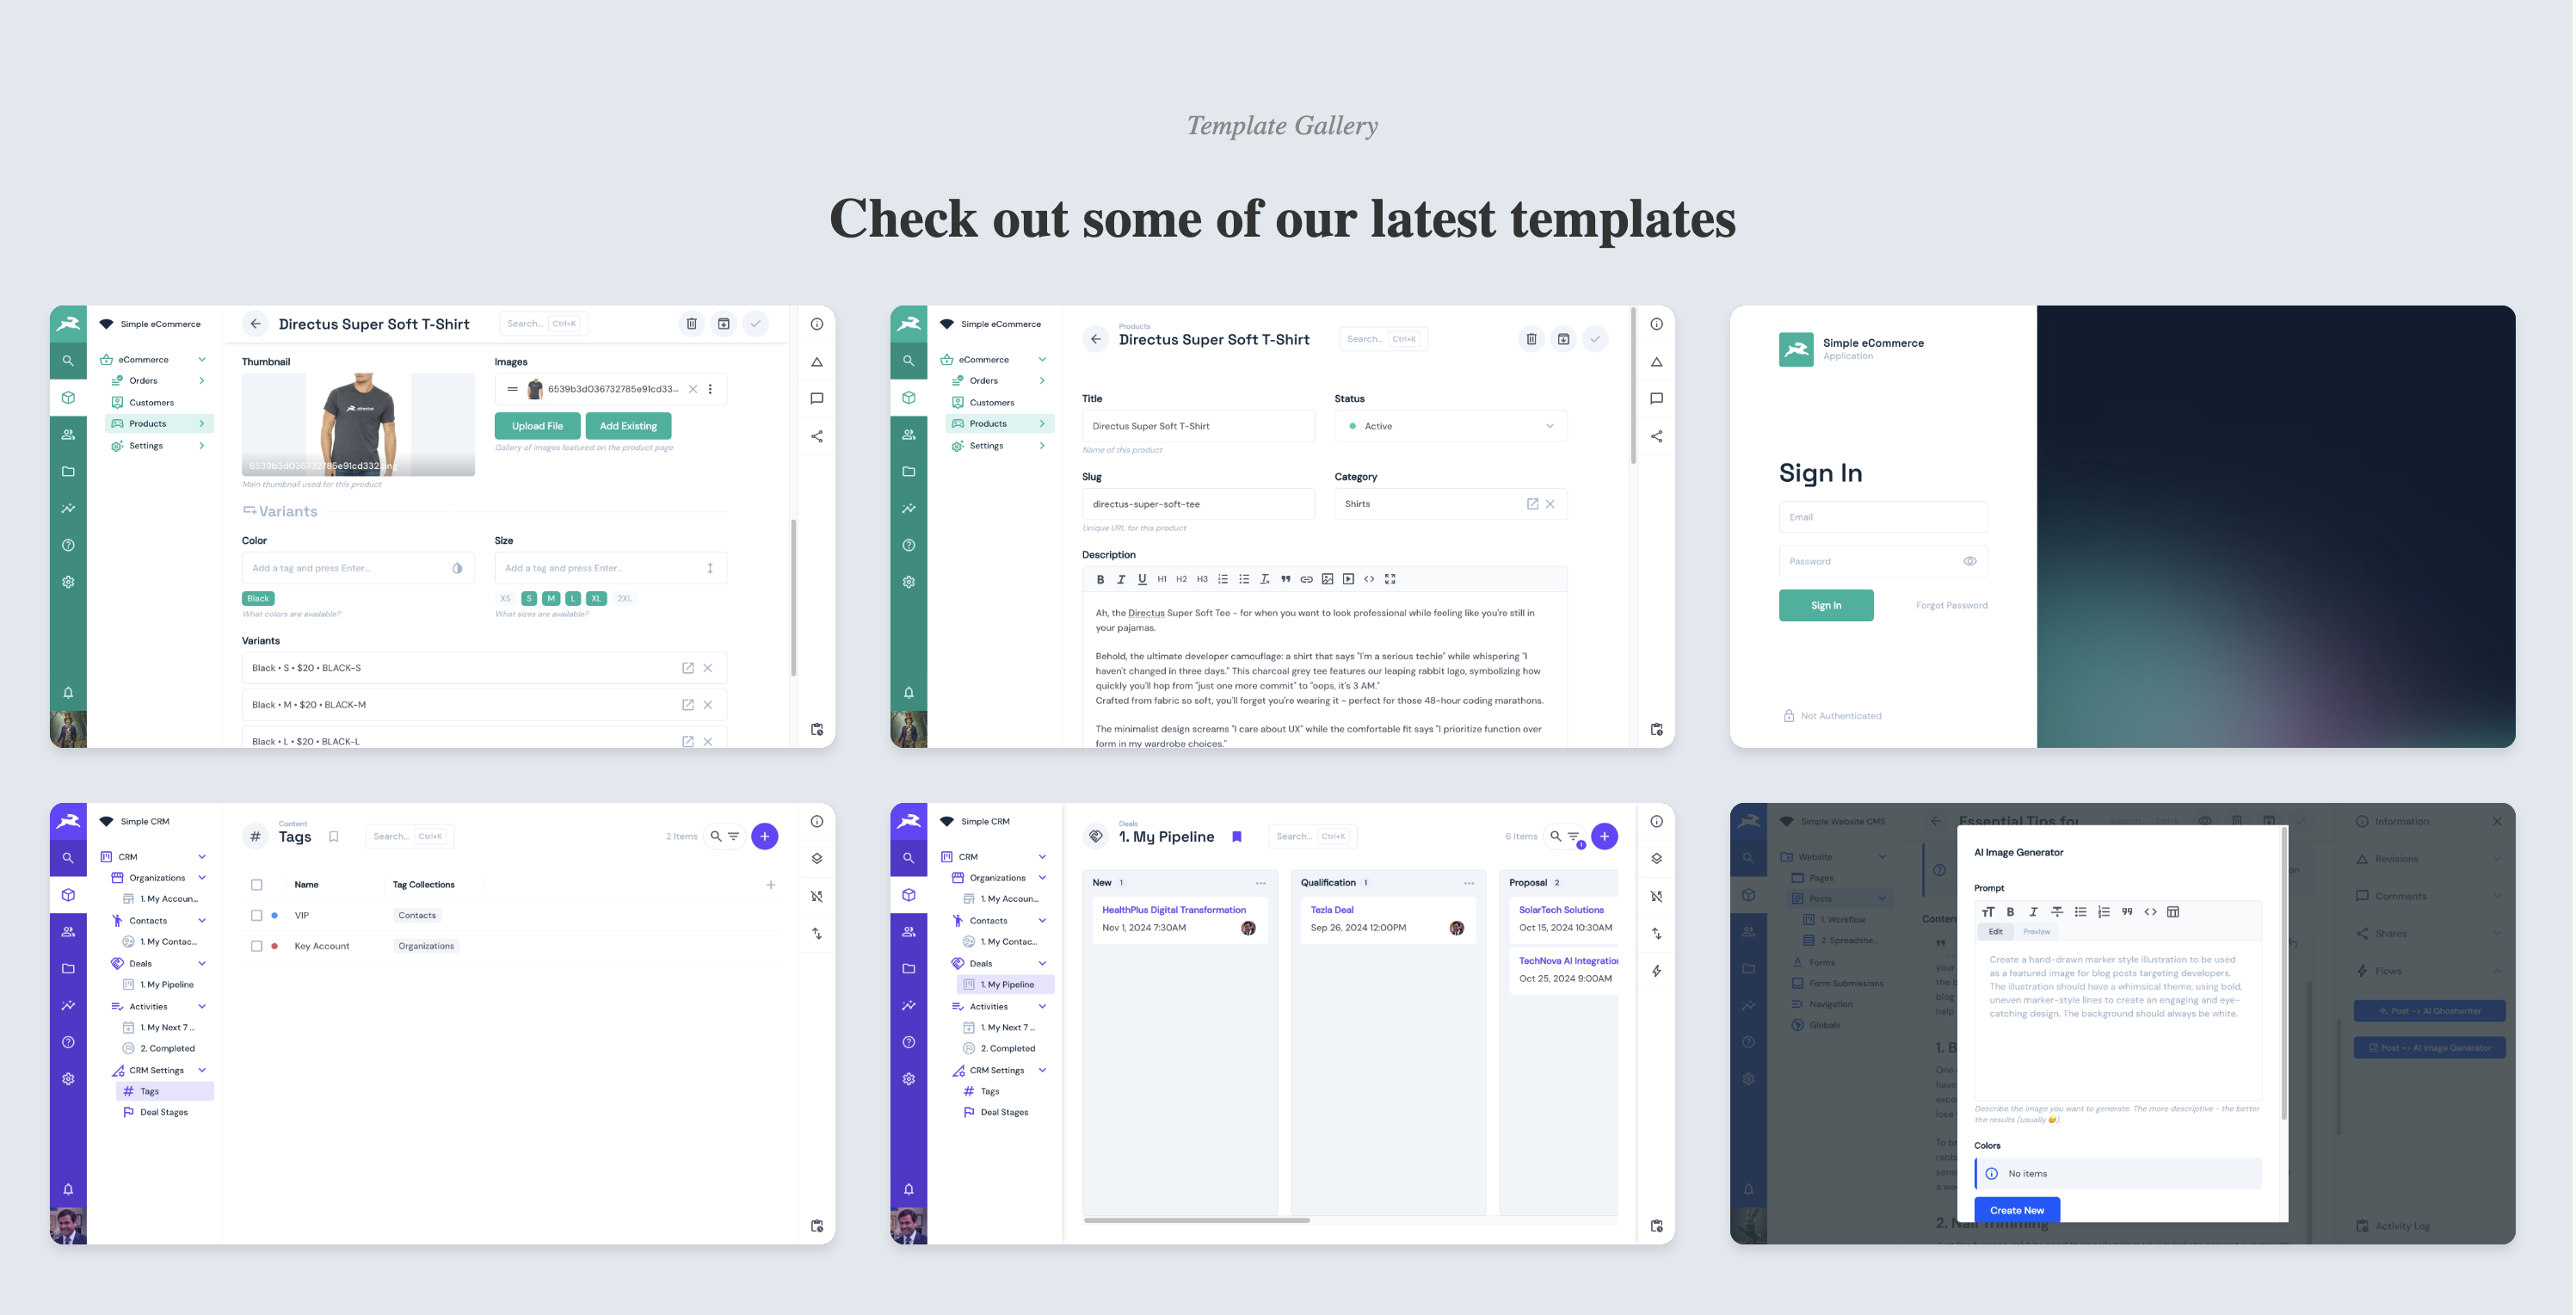 Template Gallery
Check out some of our latest templates
Simple eCommerce
eCommerce
Orders
Customers
Products
Settings
Directus Super Soft T-Shirt
Search... Ctrl+K
Thumbnail
directus
6539b3d036732785e91cd332.png
Main thumbnail used for this product
Images
6539b3d036732785e91cd33...
Upload File Add Existing
Gallery of images featured on the product page
Variants
Color
Add a tag and press Enter...
Black
What colors are available?
Size
Add a tag and press Enter...
XS S M L XL 2XL
What sizes are available?
Variants
Black • S • $20 • BLACK-S
Black • M • $20 • BLACK-M
Black • L • $20 • BLACK-L
Simple eCommerce
eCommerce
Orders
Customers
Products
Settings
Products
Directus Super Soft T-Shirt
Search... Ctrl+K
Title
Directus Super Soft T-Shirt
Name of this product
Status
Active
Slug
directus-super-soft-tee
Unique URL for this product
Category
Shirts
Description
B I U H1 H2 H3
Ah, the Directus Super Soft Tee - for when you want to look professional while feeling like you're still in
your pajamas.
Behold, the ultimate developer camouflage: a shirt that says "I'm a serious techie" while whispering "I
haven't changed in three days." This charcoal grey tee features our leaping rabbit logo, symbolizing how
quickly you'll hop from "just one more commit" to "oops, it's 3 AM."
Crafted from fabric so soft, you'll forget you're wearing it - perfect for those 48-hour coding marathons.
The minimalist design screams "I care about UX" while the comfortable fit says "I prioritize function over
form in my wardrobe choices."
Simple eCommerce
Application
Sign In
Email
Password
Sign In Forgot Password
Not Authenticated
Simple CRM
CRM
Organizations
1. My Accoun...
Contacts
1. My Contac...
Deals
1. My Pipeline
Activities
1. My Next 7 ...
2. Completed
CRM Settings
Tags
Deal Stages
Content
Tags
Search... Ctrl+K
2 Items
Name Tag Collections
VIP Contacts
Key Account Organizations
Simple CRM
CRM
Organizations
1. My Accoun...
Contacts
1. My Contac...
Deals
1. My Pipeline
Activities
1. My Next 7 ...
2. Completed
CRM Settings
Tags
Deal Stages
Deals
1. My Pipeline
Search... Ctrl+K
6 Items
1
New 1
HealthPlus Digital Transformation
Nov 1, 2024 7:30AM
Qualification 1
Tezla Deal
Sep 26, 2024 12:00PM
Proposal 2
SolarTech Solutions
Oct 15, 2024 10:30AM
TechNova AI Integration
Oct 25, 2024 9:00AM
Simple Website CMS
Website
Pages
Posts
1. Workflow
2. Spreadshe...
Forms
Form Submissions
Navigation
Globals
Essential Tips for
Search... Ctrl+K
AI Image Generator
Prompt
Edit Preview
Create a hand-drawn marker style illustration to be used
as a featured image for blog posts targeting developers.
The illustration should have a whimsical theme, using bold,
uneven marker-style lines to create an engaging and eye-
catching design. The background should always be white.
Describe the image you want to generate. The more descriptive - the better
the results (usually 😜).
Colors
No items
Create New
2. Nail Trimming
Information
Revisions
Comments
Shares
Flows
Post -> AI Ghostwriter
Post -> AI Image Generator
Activity Log